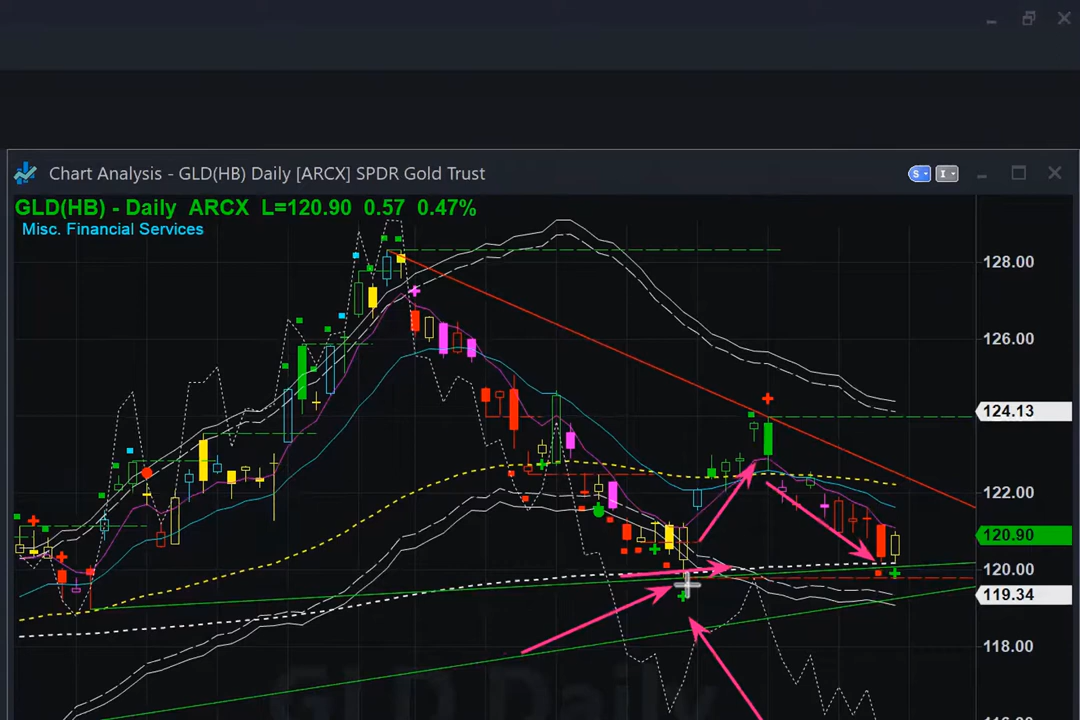 Chart Analysis - GLD(HB) Daily [ARCX] SPDR Gold Trust
S
I
GLD(HB) - Daily ARCX L=120.90 0.57 0.47%
Misc. Financial Services
128.00
126.00
124.13
122.00
120.90
120.00
119.34
118.00
GLD Daily